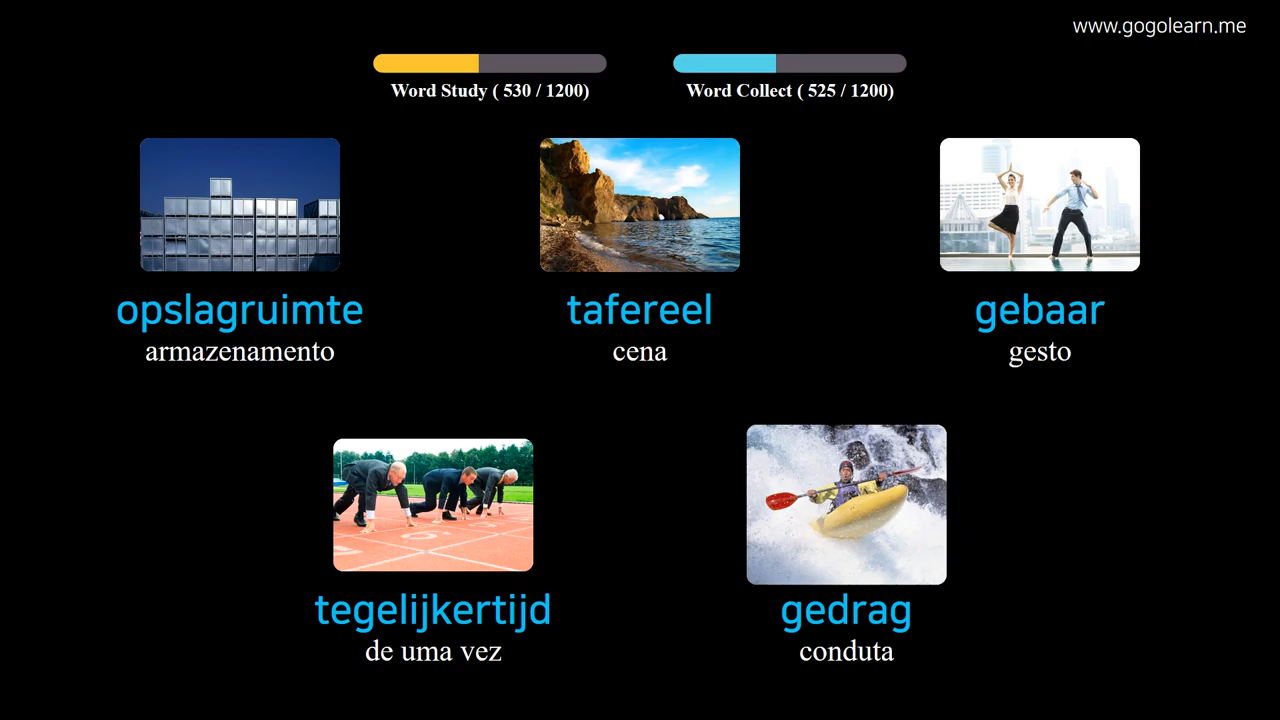 www.gogolearn.me
Word Study ( 530 / 1200)
Word Collect ( 525 / 1200)
opslagruimte
armazenamento
tafereel
cena
gebaar
gesto
tegelijkertijd
de uma vez
gedrag
conduta